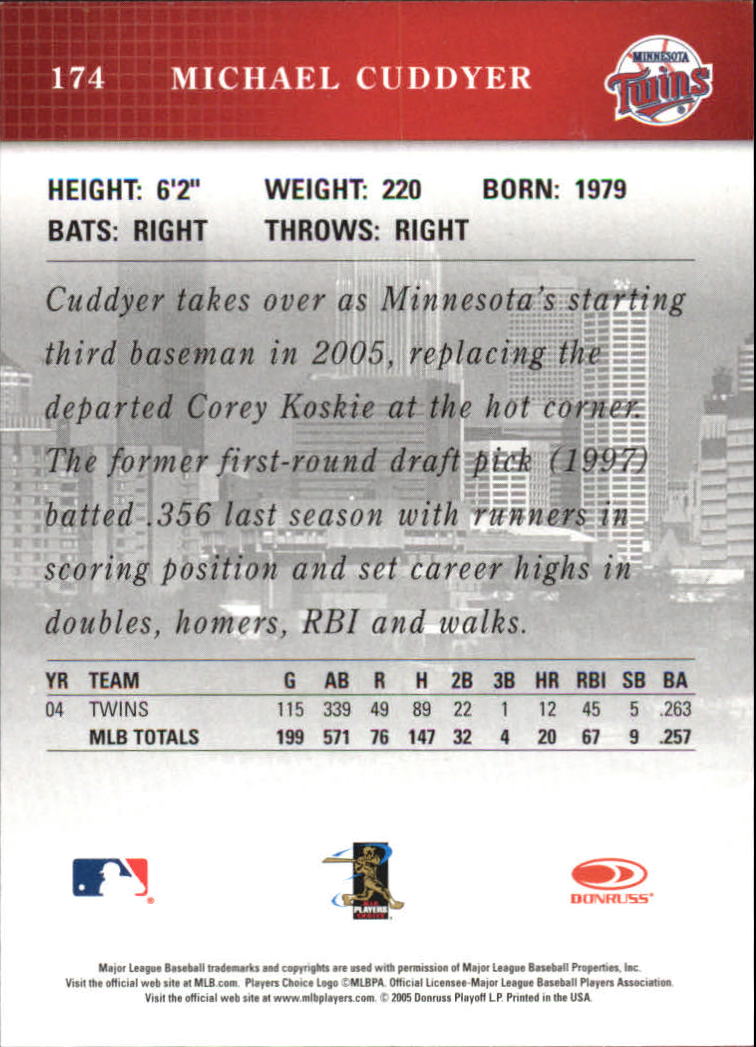 174 MICHAEL CUDDYER
MINNESOTA
Twins
HEIGHT: 6'2" WEIGHT: 220 BORN: 1979
BATS: RIGHT THROWS: RIGHT
Cuddyer takes over as Minnesota's starting
third baseman in 2005, replacing the
departed Corey Koskie at the hot corner.
The former first-round draft pick (1997)
batted .356 last season with runners in
scoring position and set career highs in
doubles, homers, RBI and walks.
YR TEAM G AB R H 2B 3B HR RBI SB BA
04 TWINS 115 339 49 89 22 1 12 45 5 .263
MLB TOTALS 199 571 76 147 32 4 20 67 9 .257
PLAYERS
DONRUSS
Major League Baseball trademarks and copyrights are used with permission of Major League Baseball Properties, Inc.
Visit the official web site at MLB.com. Players Choice Logo ©MLBPA. Official Licensee-Major League Baseball Players Association.
Visit the official web site at www.mlbplayers.com. © 2005 Donruss Playoff L.P. Printed in the USA.